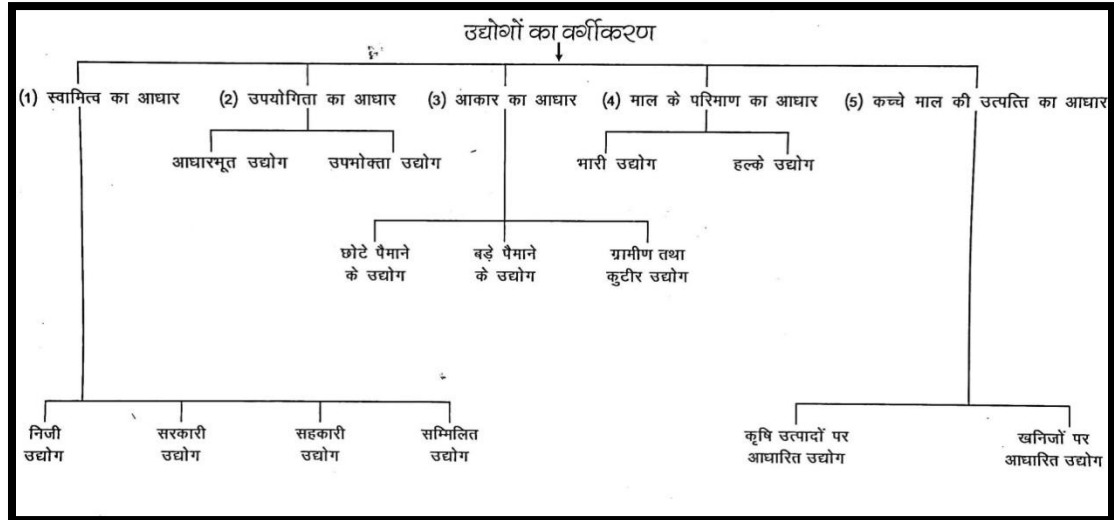 उद्योगों का वर्गीकरण
(1) स्वामित्व का आधार (2) उपयोगिता का आधार (3) आकार का आधार (4) माल के परिमाण का आधार (5) कच्चे माल की उत्पत्ति का आधार
आधारभूत उद्योग उपभोक्ता उद्योग भारी उद्योग हल्के उद्योग
छोटे पैमाने बड़े पैमाने ग्रामीण तथा
के उद्योग के उद्योग कुटीर उद्योग
निजी सरकारी सहकारी सम्मिलित कृषि उत्पादों पर खनिजों पर
उद्योग उद्योग उद्योग उद्योग आधारित उद्योग आधारित उद्योग